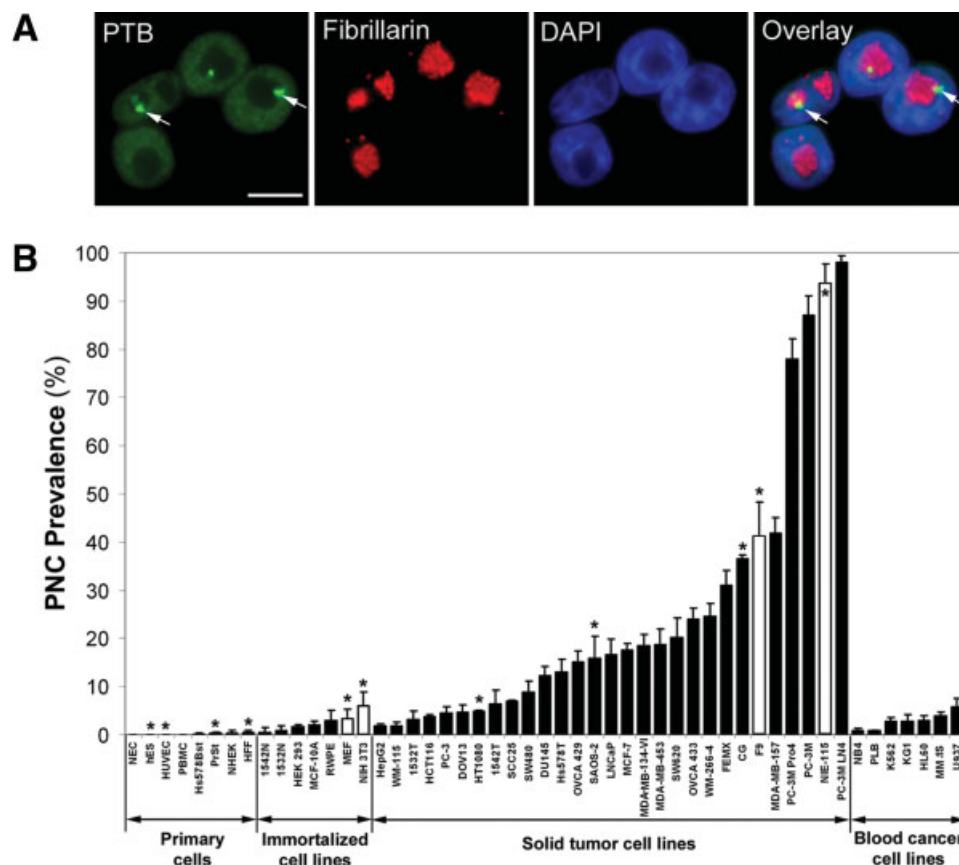 A
PTB
Fibrillarin
DAPI
Overlay
B
PNC Prevalence (%)
100
90
80
70
60
50
40
30
20
10
0
* * * * * * * * * * *
NEC
hES
HUVEC
PBMC
Hs578Bst
PrSt
NHEK
HFF
1542N
1532N
HEK 293
MCF-10A
RWPE
MEF
NIH 3T3
HepG2
WM-115
1532T
HCT116
PC-3
DOV13
HT1080
1542T
SCC25
SW480
DU145
Hs578T
OVCA 429
SAOS-2
LNCaP
MCF-7
MDA-MB-134-VI
MDA-MB-453
SW620
OVCA 433
WM-266-4
FEMX
CG
F9
MDA-MB-157
PC-3M Pro4
PC-3M
NIE-115
PC-3M LN4
NB4
PLB
K562
KG1
HL60
MM.IS
U937
Primary
cells
Immortalized
cell lines
Solid tumor cell lines
Blood cancer
cell lines